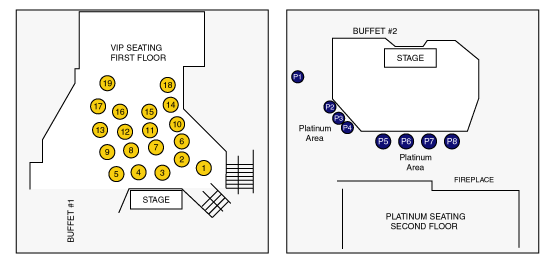 VIP SEATING
FIRST FLOOR
19
18
17
16
15
14
13
12
11
10
9
8
7
6
5
4
3
2
1
STAGE
BUFFET #1
BUFFET #2
STAGE
P1
P2
P3
P4
Platinum
Area
P5
P6
P7
P8
Platinum
Area
FIREPLACE
PLATINUM SEATING
SECOND FLOOR